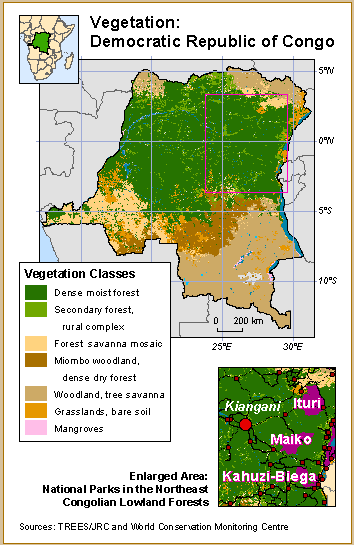 Vegetation:
Democratic Republic of Congo
5°N
0°N
5°S
10°S
0 200 km
25°E 30°E
Vegetation Classes
Dense moist forest
Secondary forest,
rural complex
Forest savanna mosaic
Miombo woodland,
dense dry forest
Woodland, tree savanna
Grasslands, bare soil
Mangroves
Ituri
Kiangani
Maiko
Kahuzi-Biega
Enlarged Area:
National Parks in the Northeast
Congolian Lowland Forests
Sources: TREES/JRC and World Conservation Monitoring Centre